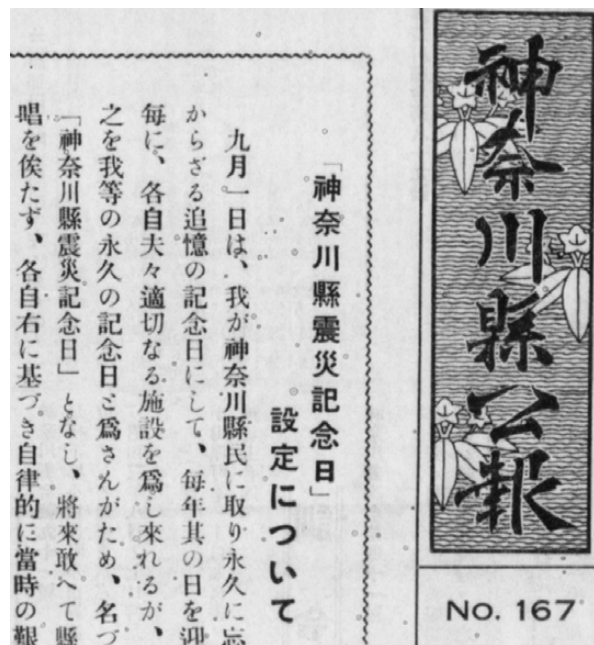 神奈川縣公報
No. 167
「神奈川縣震災記念日」
設定について
九月一日は、我が神奈川縣民に取り永久に忘
からざる追憶の記念日にして、毎年其の日を迎
毎に、各自夫々適切なる施設を爲し來れるが、
之を我等の永久の記念日と爲さんがため、名づ
「神奈川縣震災記念日」となし、將來敢へて縣
唱を俟たず、各自右に基づき自律的に當時の艱